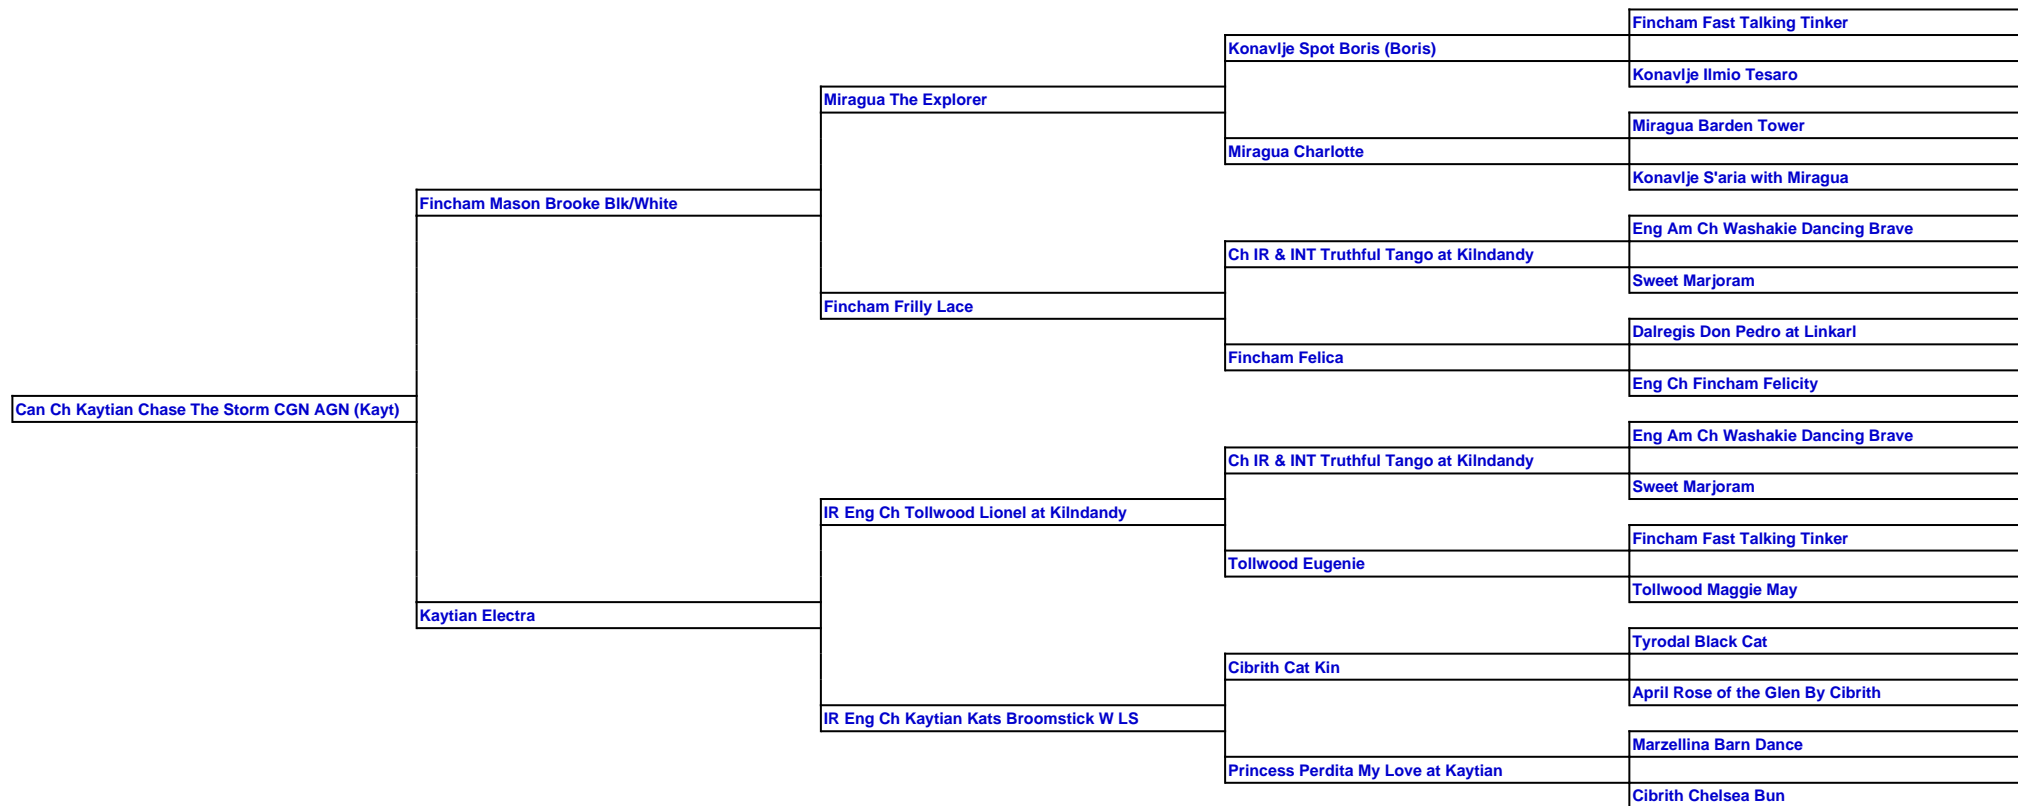 Fincham Fast Talking Tinker
Konavlje Spot Boris (Boris)
Konavlje Ilmio Tesaro
Miragua The Explorer
Miragua Barden Tower
Miragua Charlotte
Konavlje S'aria with Miragua
Fincham Mason Brooke Blk/White
Eng Am Ch Washakie Dancing Brave
Ch IR & INT Truthful Tango at Kilndandy
Sweet Marjoram
Fincham Frilly Lace
Dalregis Don Pedro at Linkarl
Fincham Felica
Eng Ch Fincham Felicity
Can Ch Kaytian Chase The Storm CGN AGN (Kayt)
Eng Am Ch Washakie Dancing Brave
Ch IR & INT Truthful Tango at Kilndandy
Sweet Marjoram
IR Eng Ch Tollwood Lionel at Kilndandy
Fincham Fast Talking Tinker
Tollwood Eugenie
Tollwood Maggie May
Kaytian Electra
Tyrodal Black Cat
Cibrith Cat Kin
April Rose of the Glen By Cibrith
IR Eng Ch Kaytian Kats Broomstick W LS
Marzellina Barn Dance
Princess Perdita My Love at Kaytian
Cibrith Chelsea Bun